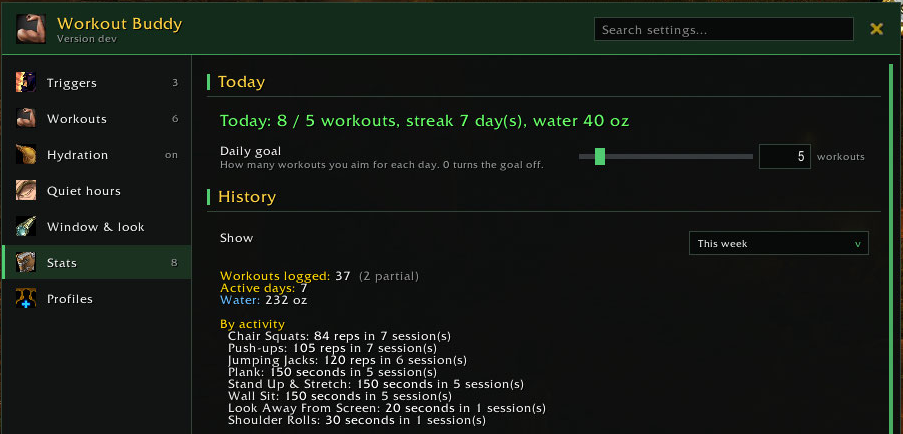 Workout Buddy
Version dev
Search settings...
Triggers 3
Workouts 6
Hydration on
Quiet hours
Window & look
Stats 8
Profiles
Today
Today: 8 / 5 workouts, streak 7 day(s), water 40 oz
Daily goal
How many workouts you aim for each day. 0 turns the goal off.
5 workouts
History
Show
This week v
Workouts logged: 37 (2 partial)
Active days: 7
Water: 232 oz
By activity
Chair Squats: 84 reps in 7 session(s)
Push-ups: 105 reps in 7 session(s)
Jumping Jacks: 120 reps in 6 session(s)
Plank: 150 seconds in 5 session(s)
Stand Up & Stretch: 150 seconds in 5 session(s)
Wall Sit: 150 seconds in 5 session(s)
Look Away From Screen: 20 seconds in 1 session(s)
Shoulder Rolls: 30 seconds in 1 session(s)